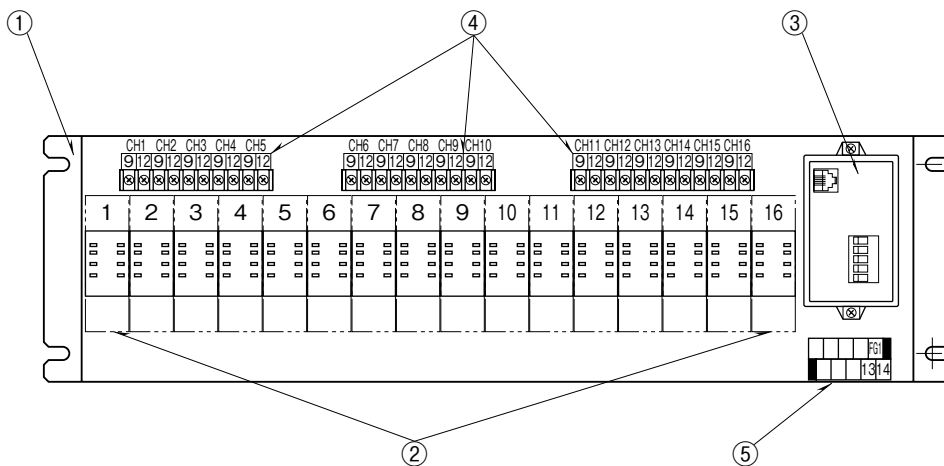 ① ④ ③
CH1 CH2 CH3 CH4 CH5 CH6 CH7 CH8 CH9 CH10 CH11 CH12 CH13 CH14 CH15 CH16
9 12 9 12 9 12 9 12 9 12 9 12 9 12 9 12 9 12 9 12 9 12 9 12 9 12 9 12 9 12 9 12
1 2 3 4 5 6 7 8 9 10 11 12 13 14 15 16
FG1
13 14
② ⑤